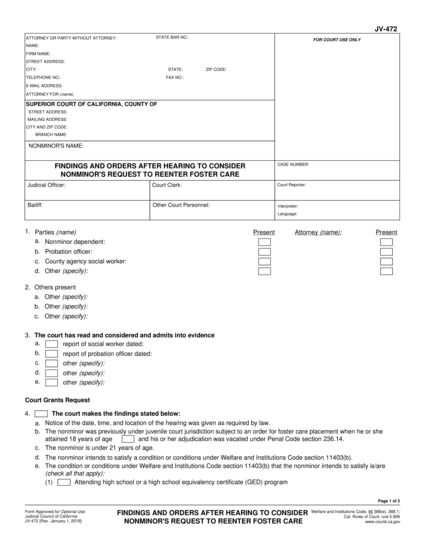 JV-472
ATTORNEY OR PARTY WITHOUT ATTORNEY: STATE BAR NO.:
NAME:
FIRM NAME:
STREET ADDRESS:
CITY: STATE: ZIP CODE:
TELEPHONE NO.: FAX NO.:
E-MAIL ADDRESS:
ATTORNEY FOR (name):
FOR COURT USE ONLY
SUPERIOR COURT OF CALIFORNIA, COUNTY OF
STREET ADDRESS:
MAILING ADDRESS:
CITY AND ZIP CODE:
BRANCH NAME:
NONMINOR'S NAME:
FINDINGS AND ORDERS AFTER HEARING TO CONSIDER
NONMINOR'S REQUEST TO REENTER FOSTER CARE
CASE NUMBER:
Judicial Officer: Court Clerk: Court Reporter:
Bailiff: Other Court Personnel: Interpreter:
Language:
1. Parties (name) Present Attorney (name): Present
a. Nonminor dependent:
b. Probation officer:
c. County agency social worker:
d. Other (specify):
2. Others present
a. Other (specify):
b. Other (specify):
c. Other (specify):
3. The court has read and considered and admits into evidence
a. report of social worker dated:
b. report of probation officer dated:
c. other (specify):
d. other (specify):
e. other (specify):
Court Grants Request
4. The court makes the findings stated below:
a. Notice of the date, time, and location of the hearing was given as required by law.
b. The nonminor was previously under juvenile court jurisdiction subject to an order for foster care placement when he or she
attained 18 years of age and his or her adjudication was vacated under Penal Code section 236.14.
c. The nonminor is under 21 years of age.
d. The nonminor intends to satisfy a condition or conditions under Welfare and Institutions Code section 11403(b).
e. The condition or conditions under Welfare and Institutions Code section 11403(b) that the nonminor intends to satisfy is/are
(check all that apply):
(1) Attending high school or a high school equivalency certificate (GED) program
Page 1 of 2
Form Approved for Optional Use
Judicial Council of California
JV-472 [Rev. January 1, 2019]
FINDINGS AND ORDERS AFTER HEARING TO CONSIDER
NONMINOR'S REQUEST TO REENTER FOSTER CARE
Welfare and Institutions Code, §§ 388(e), 388.1;
Cal. Rules of Court, rule 5.906
www.courts.ca.gov